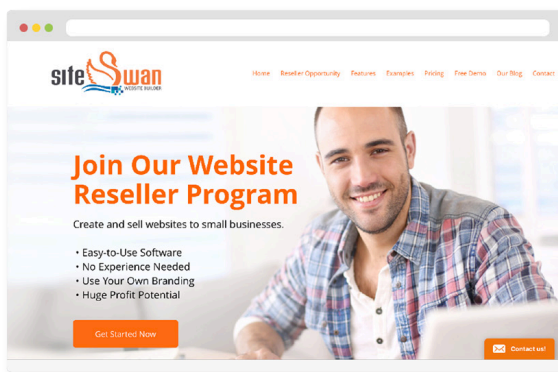 site Swan
WEBSITE BUILDER
Home Reseller Opportunity Features Examples Pricing Free Demo Our Blog Contact
Join Our Website
Reseller Program
Create and sell websites to small businesses.
• Easy-to-Use Software
• No Experience Needed
• Use Your Own Branding
• Huge Profit Potential
Get Started Now
Contact us!